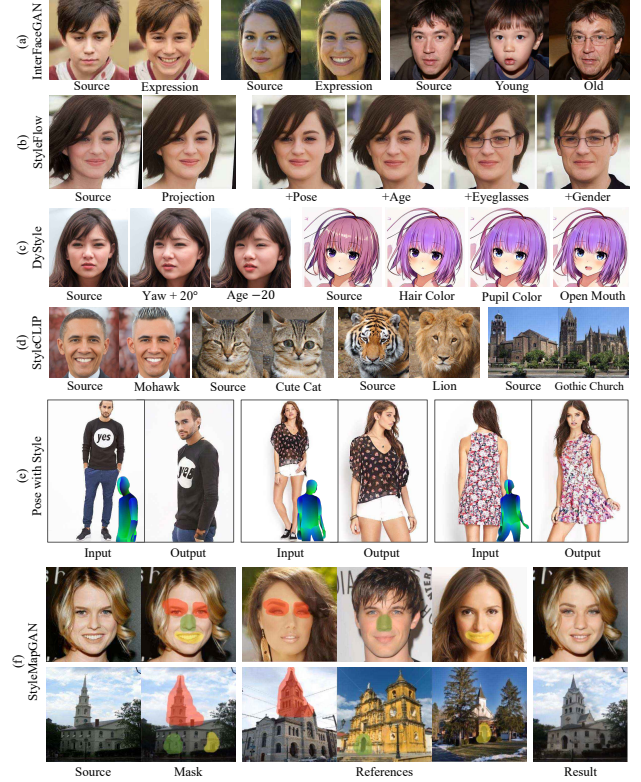 (a)
InterFaceGAN
Source Expression Source Expression Source Young Old
(b)
StyleFlow
Source Projection +Pose +Age +Eyeglasses +Gender
(c)
DyStyle
Source Yaw + 20° Age −20 Source Hair Color Pupil Color Open Mouth
(d)
StyleCLIP
Source Mohawk Source Cute Cat Source Lion Source Gothic Church
(e)
Pose with Style
yes
yes
Input Output Input Output Input Output
(f)
StyleMapGAN
Source Mask References Result